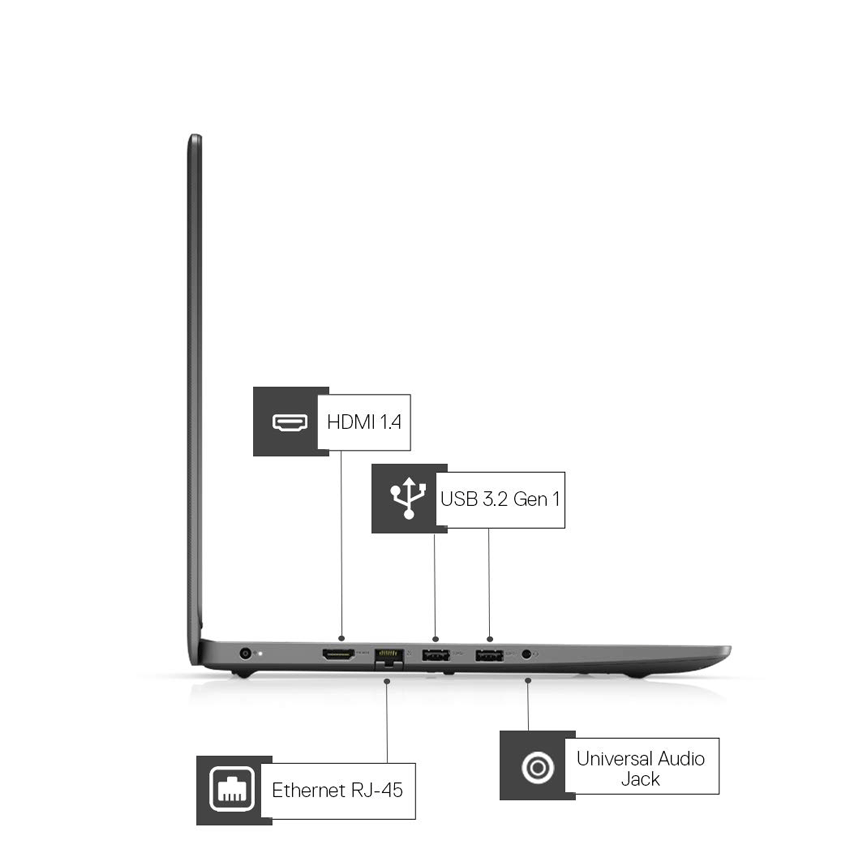 HDMI 1.4
USB 3.2 Gen 1
Ethernet RJ-45
Universal Audio
Jack